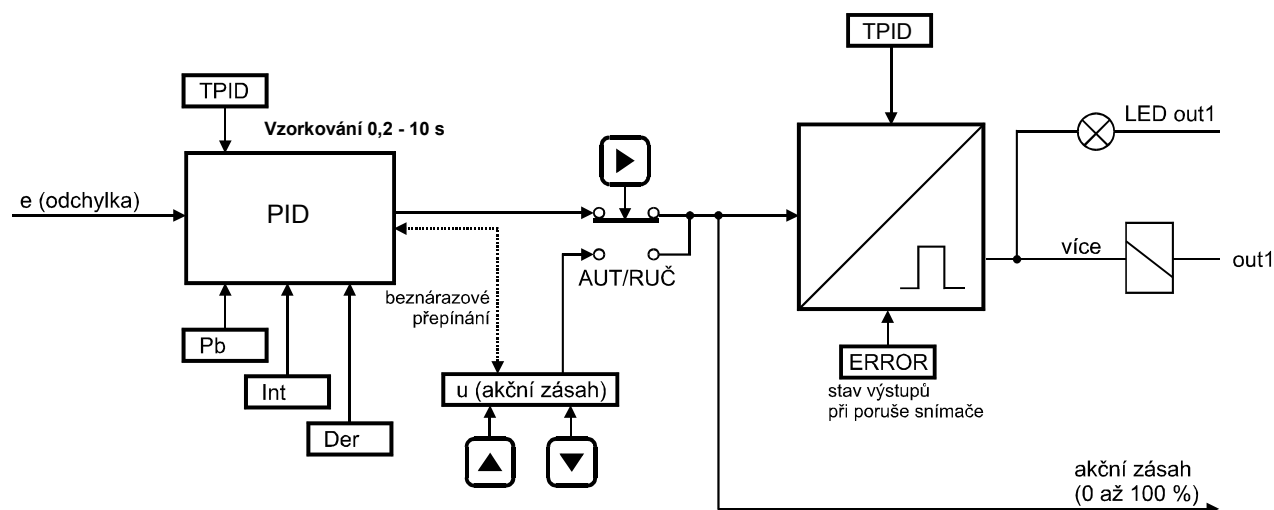 TPID
TPID
Vzorkování 0,2 - 10 s
LED out1
e (odchylka)
PID
více
out1
AUT/RUČ
beznárazové
přepínání
Pb
ERROR
Int
u (akční zásah)
stav výstupů
při poruše snímače
Der
akční zásah
(0 až 100 %)